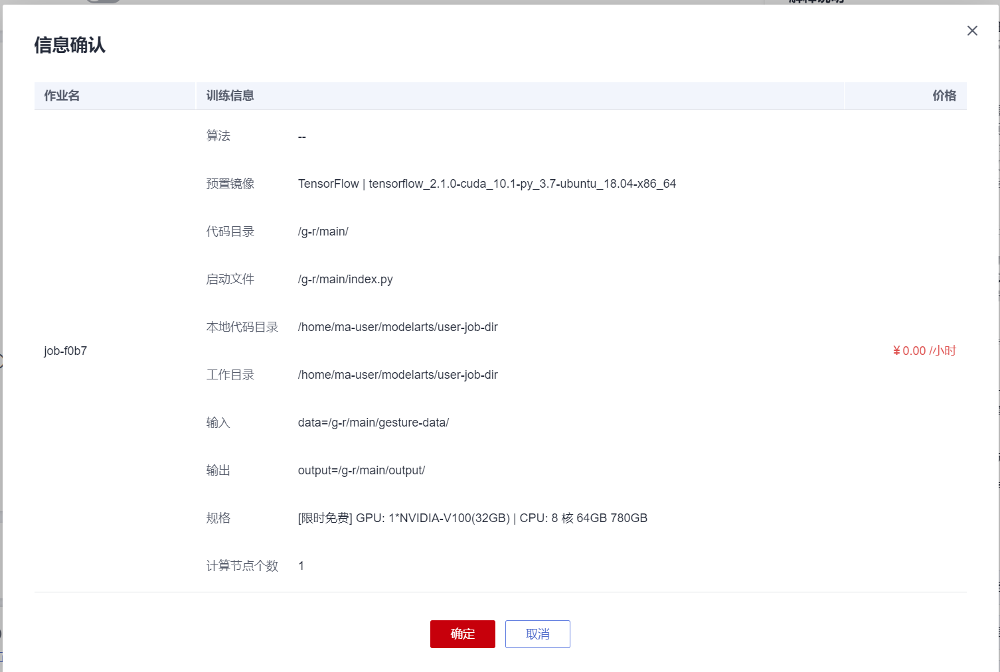 信息确认
作业名 训练信息 价格
算法 --
预置镜像 TensorFlow | tensorflow_2.1.0-cuda_10.1-py_3.7-ubuntu_18.04-x86_64
代码目录 /g-r/main/
启动文件 /g-r/main/index.py
本地代码目录 /home/ma-user/modelarts/user-job-dir
job-f0b7 ¥0.00 /小时
工作目录 /home/ma-user/modelarts/user-job-dir
输入 data=/g-r/main/gesture-data/
输出 output=/g-r/main/output/
规格 [限时免费] GPU: 1*NVIDIA-V100(32GB) | CPU: 8 核 64GB 780GB
计算节点个数 1
确定 取消